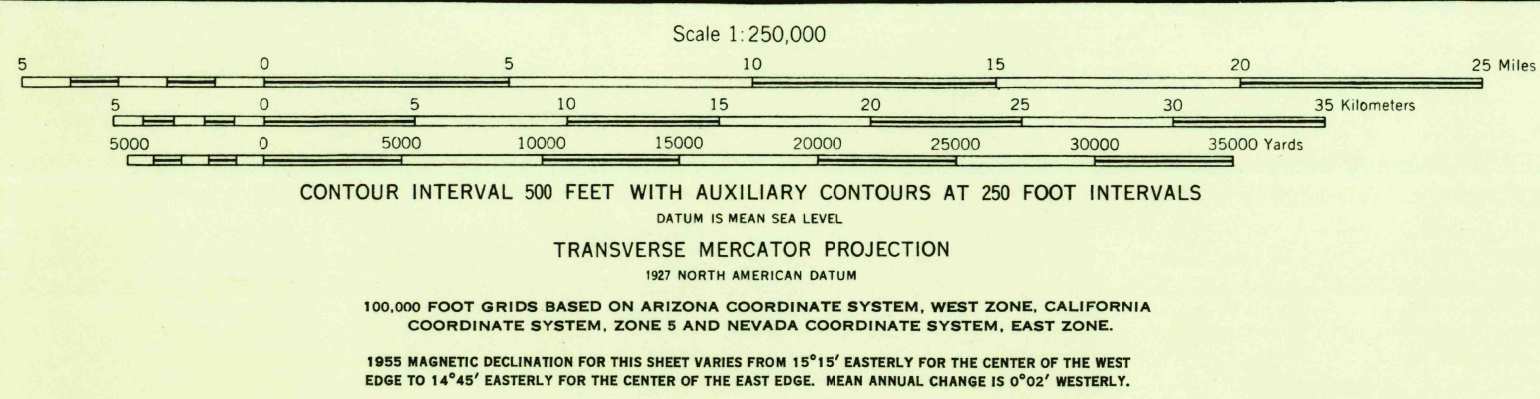 Scale 1:250,000
5 0 5 10 15 20 25 Miles
5 0 5 10 15 20 25 30 35 Kilometers
5000 0 5000 10000 15000 20000 25000 30000 35000 Yards
CONTOUR INTERVAL 500 FEET WITH AUXILIARY CONTOURS AT 250 FOOT INTERVALS
DATUM IS MEAN SEA LEVEL
TRANSVERSE MERCATOR PROJECTION
1927 NORTH AMERICAN DATUM
100,000 FOOT GRIDS BASED ON ARIZONA COORDINATE SYSTEM, WEST ZONE, CALIFORNIA
COORDINATE SYSTEM, ZONE 5 AND NEVADA COORDINATE SYSTEM, EAST ZONE.
1955 MAGNETIC DECLINATION FOR THIS SHEET VARIES FROM 15°15′ EASTERLY FOR THE CENTER OF THE WEST
EDGE TO 14°45′ EASTERLY FOR THE CENTER OF THE EAST EDGE. MEAN ANNUAL CHANGE IS 0°02′ WESTERLY.